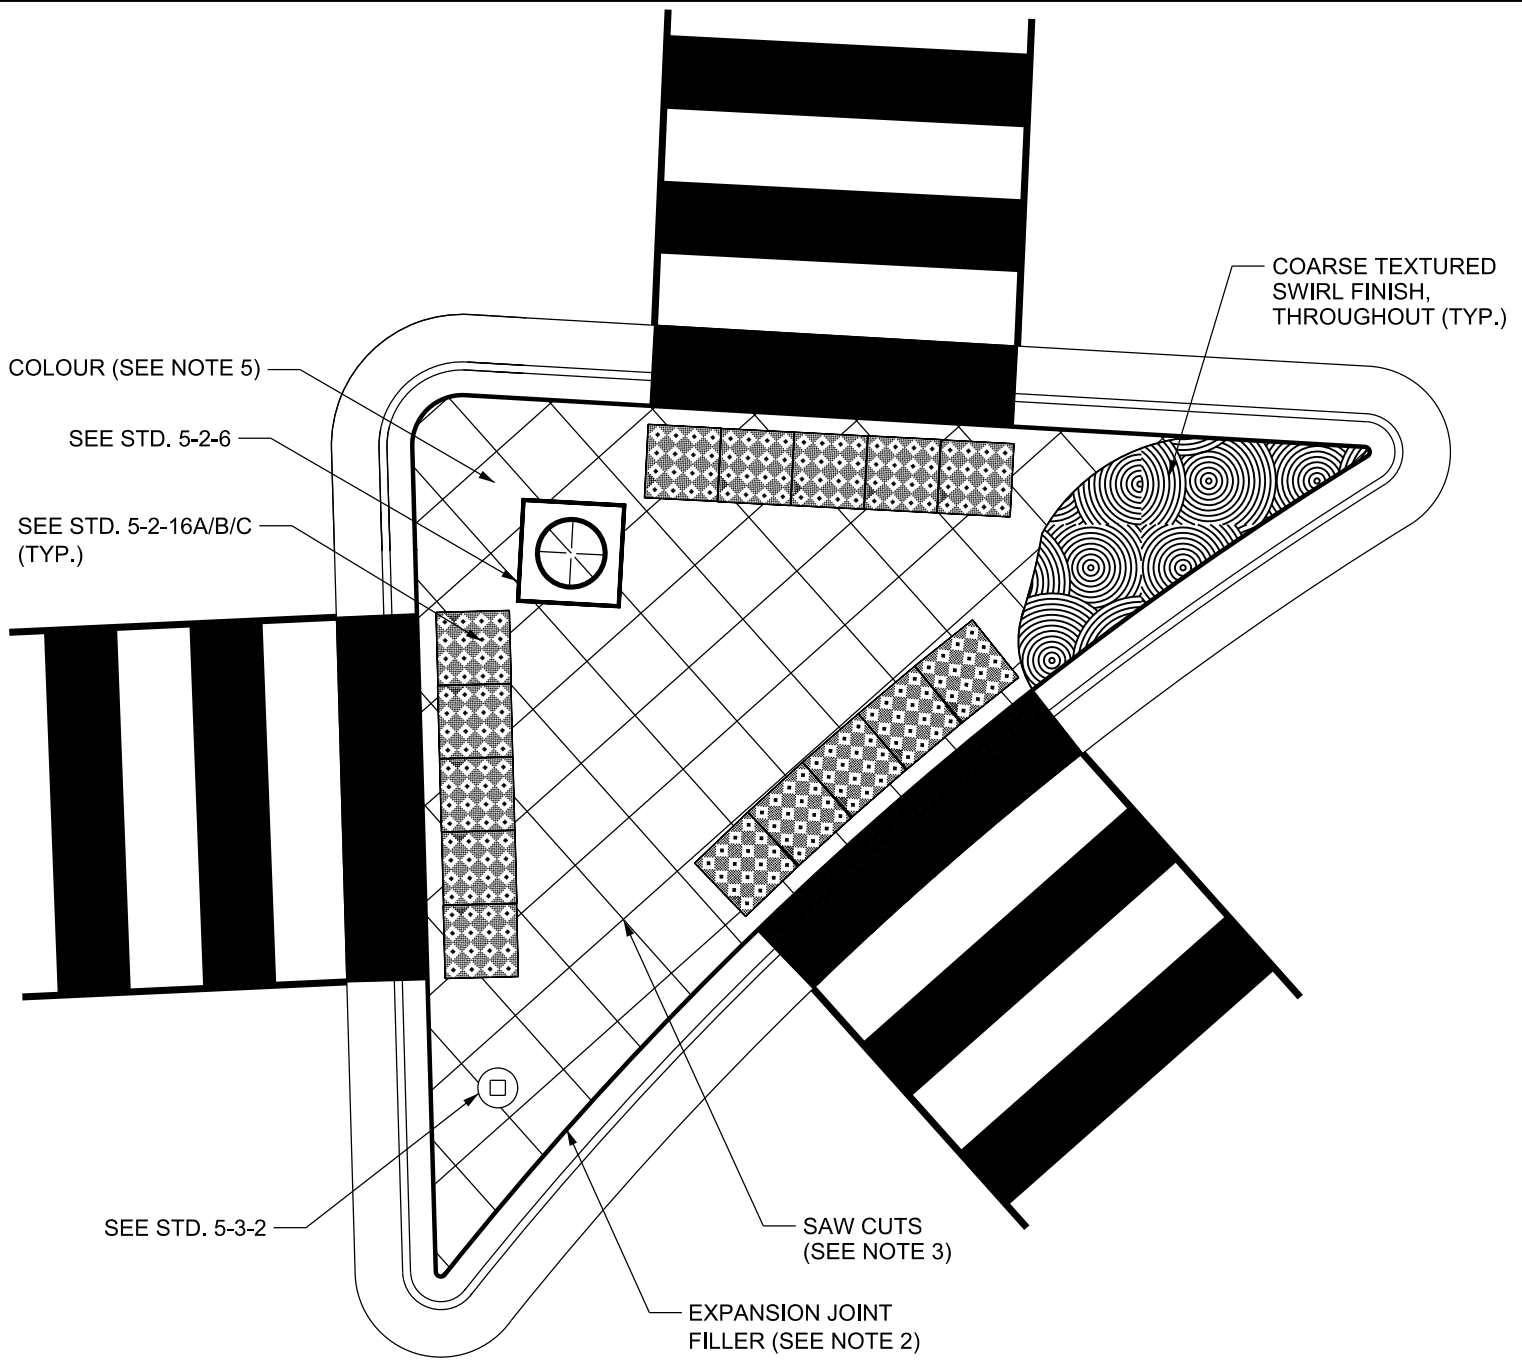 COARSE TEXTURED
SWIRL FINISH,
THROUGHOUT (TYP.)
COLOUR (SEE NOTE 5)
SEE STD. 5-2-6
SEE STD. 5-2-16A/B/C
(TYP.)
SEE STD. 5-3-2
SAW CUTS
(SEE NOTE 3)
EXPANSION JOINT
FILLER (SEE NOTE 2)